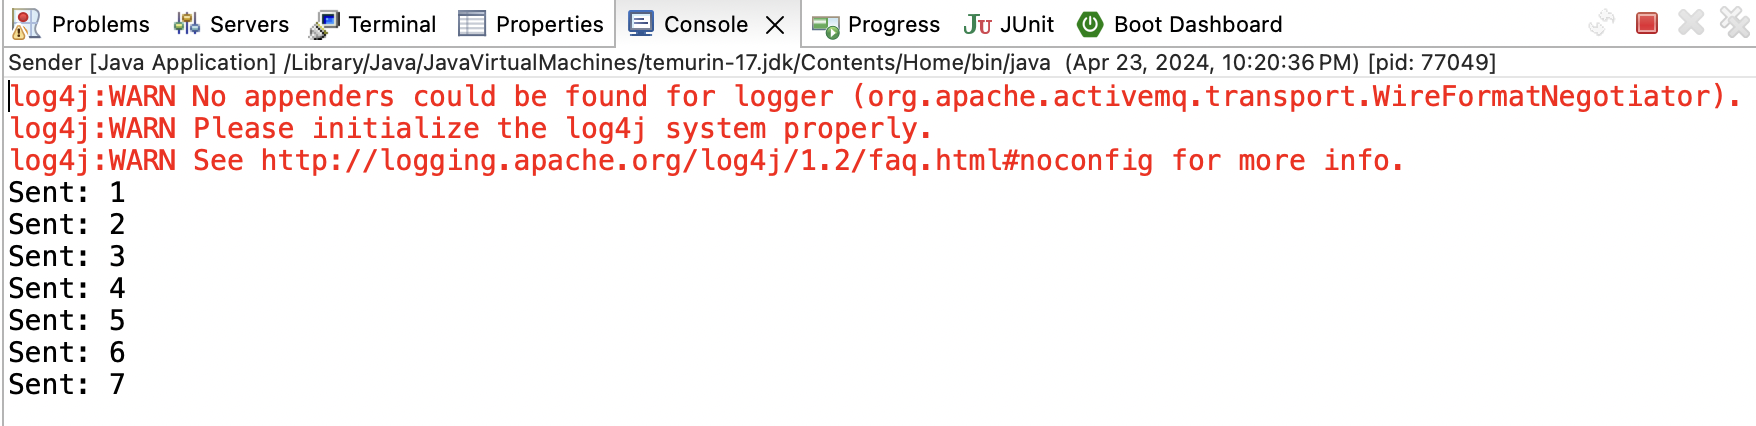 Problems Servers Terminal Properties Console Progress JUnit Boot Dashboard
Sender [Java Application] /Library/Java/JavaVirtualMachines/temurin-17.jdk/Contents/Home/bin/java (Apr 23, 2024, 10:20:36 PM) [pid: 77049]
log4j:WARN No appenders could be found for logger (org.apache.activemq.transport.WireFormatNegotiator).
log4j:WARN Please initialize the log4j system properly.
log4j:WARN See http://logging.apache.org/log4j/1.2/faq.html#noconfig for more info.
Sent: 1
Sent: 2
Sent: 3
Sent: 4
Sent: 5
Sent: 6
Sent: 7